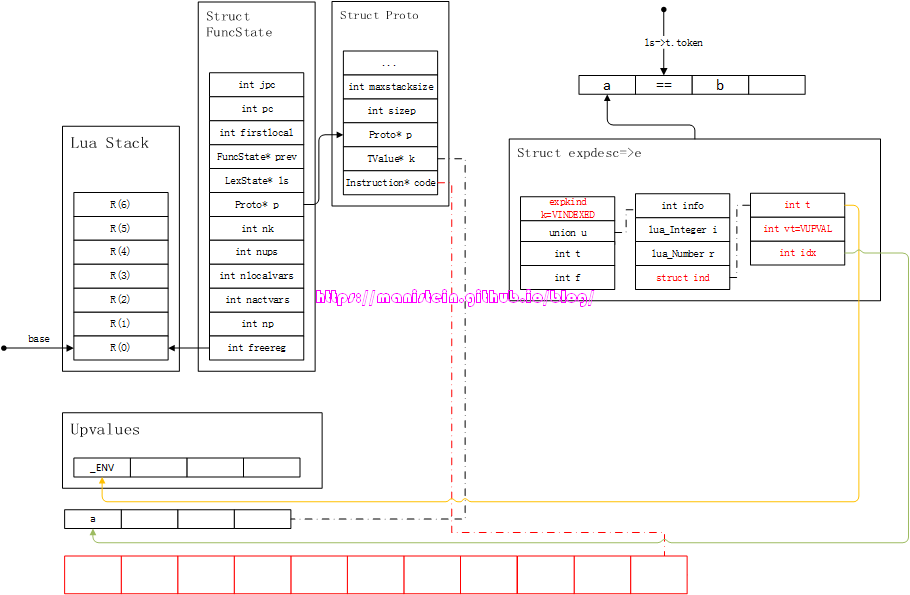 Struct
FuncState
int jpc
int pc
int firstlocal
FuncState* prev
LexState* ls
Proto* p
int nk
int nups
int nlocalvars
int nactvars
int np
int freereg
Struct Proto
...
int maxstacksize
int sizep
Proto* p
TValue* k
Instruction* code
ls->t.token
a
==
b
Lua Stack
R(6)
R(5)
R(4)
R(3)
R(2)
R(1)
R(0)
base
Struct expdesc=>e
expkind
k=VINDEXED
union u
int t
int f
int info
lua_Integer i
lua_Number r
struct ind
int t
int vt=VUPVAL
int idx
https://manistein.github.io/blog/
Upvalues
_ENV
a